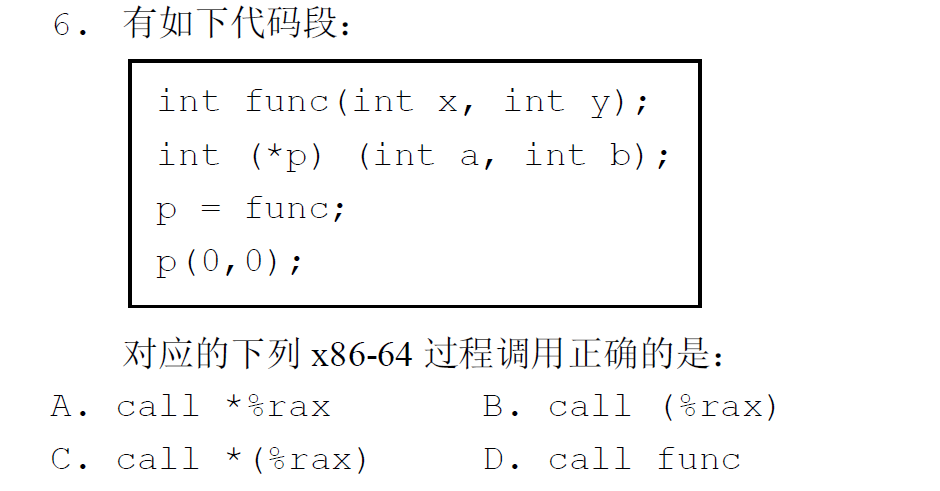 6. 有如下代码段：
int func(int x, int y);
int (*p) (int a, int b);
p = func;
p(0,0);
对应的下列 x86-64 过程调用正确的是：
A. call *%rax B. call (%rax)
C. call *(%rax) D. call func